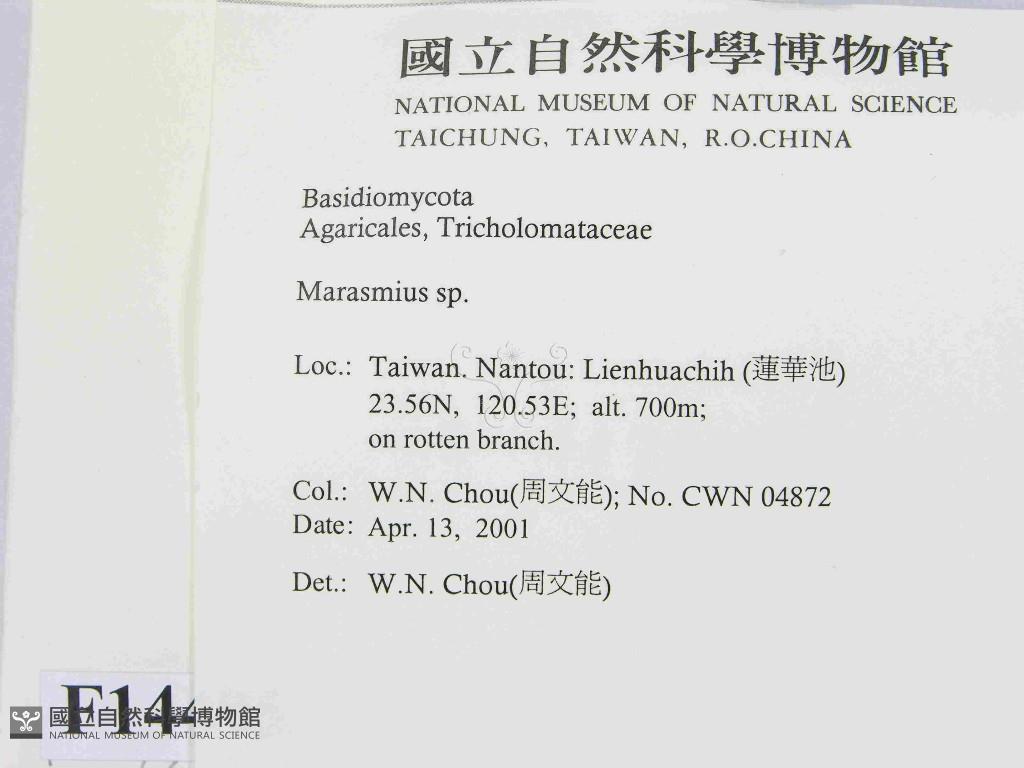 國立自然科學博物館
NATIONAL MUSEUM OF NATURAL SCIENCE
TAICHUNG, TAIWAN, R.O.CHINA
Basidiomycota
Agaricales, Tricholomataceae
Marasmius sp.
Loc.: Taiwan. Nantou: Lienhuachih (蓮華池)
23.56N, 120.53E; alt. 700m;
on rotten branch.
Col.: W.N. Chou(周文能); No. CWN 04872
Date: Apr. 13, 2001
Det.: W.N. Chou(周文能)
F14
國立自然科學博物館
NATIONAL MUSEUM OF NATURAL SCIENCE